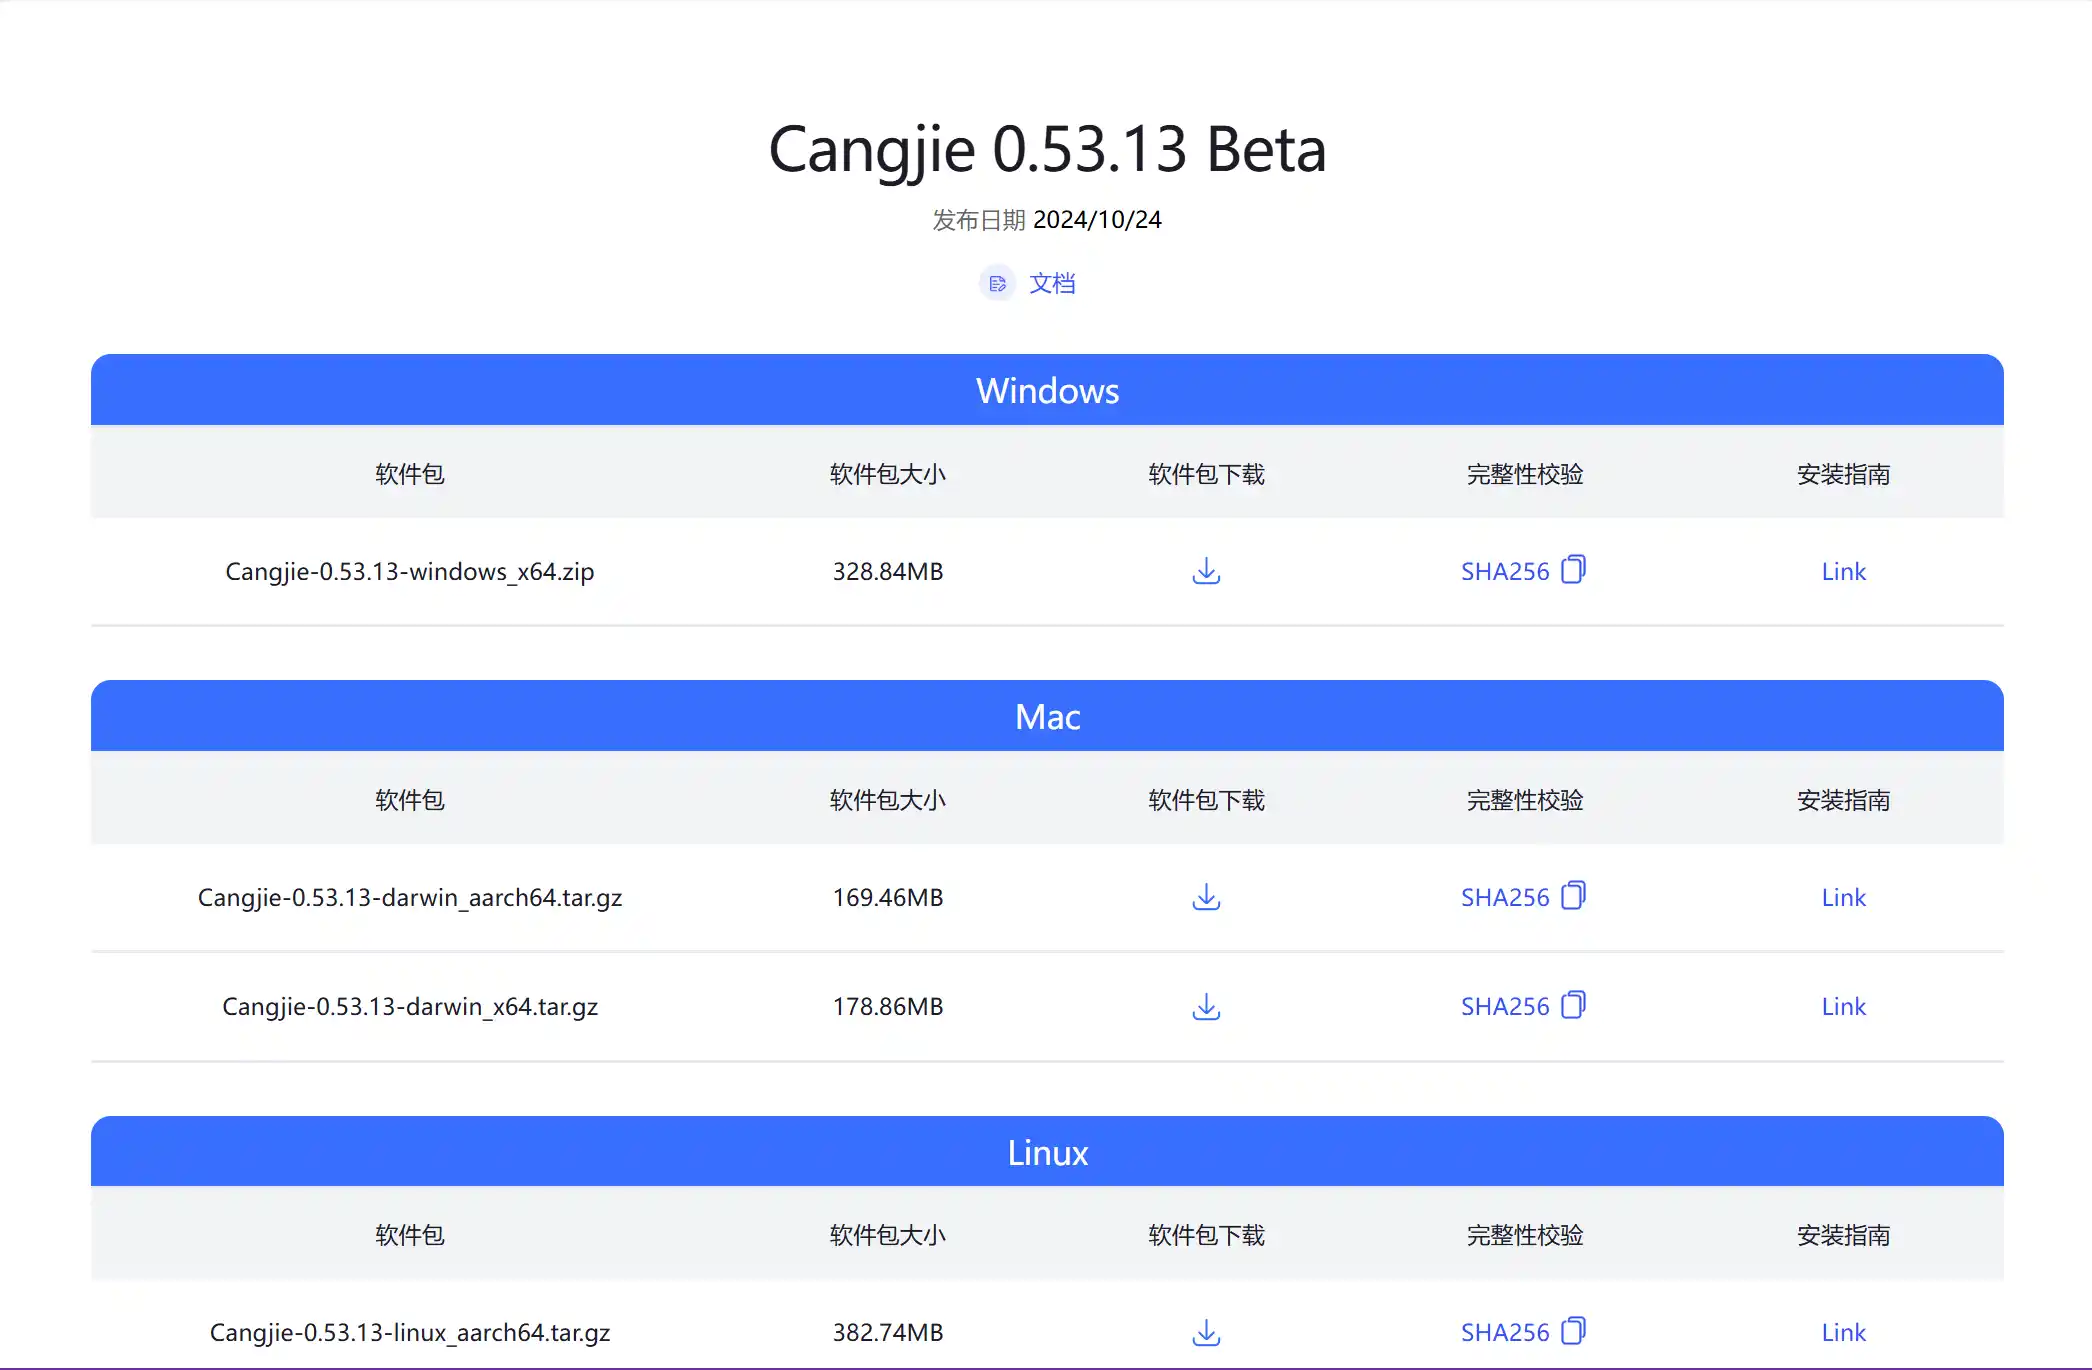 Cangjie 0.53.13 Beta
发布日期 2024/10/24
文档
Windows
软件包 软件包大小 软件包下载 完整性校验 安装指南
Cangjie-0.53.13-windows_x64.zip 328.84MB SHA256 Link
Mac
软件包 软件包大小 软件包下载 完整性校验 安装指南
Cangjie-0.53.13-darwin_aarch64.tar.gz 169.46MB SHA256 Link
Cangjie-0.53.13-darwin_x64.tar.gz 178.86MB SHA256 Link
Linux
软件包 软件包大小 软件包下载 完整性校验 安装指南
Cangjie-0.53.13-linux_aarch64.tar.gz 382.74MB SHA256 Link